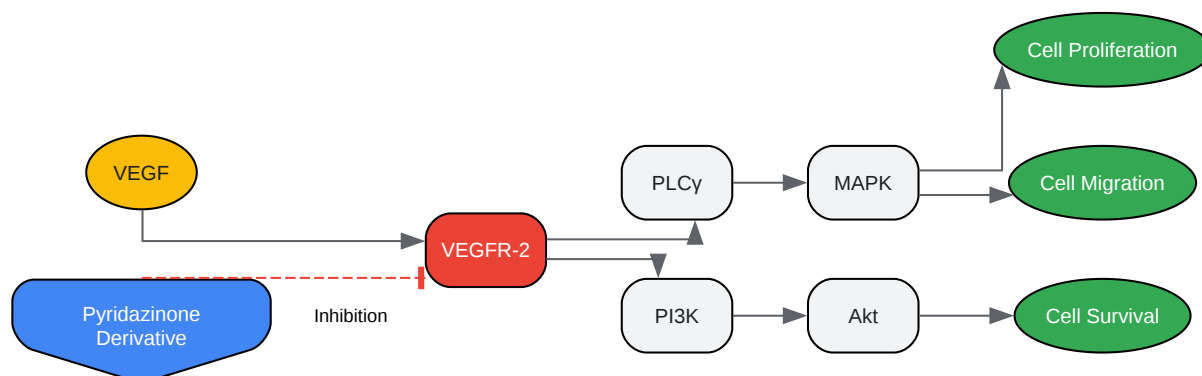 Cell Proliferation
VEGF
PLCγ
MAPK
Cell Migration
VEGFR-2
Pyridazinone
Derivative
Inhibition
PI3K
Akt
Cell Survival